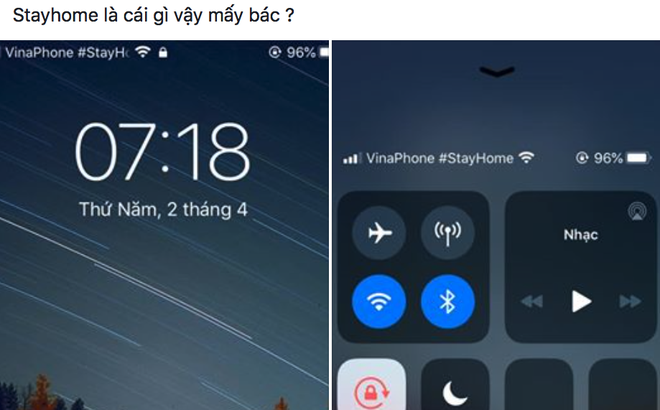 Stayhome là cái gì vậy mấy bác ?
VinaPhone #StayH
96%
07:18
Thứ Năm, 2 tháng 4
VinaPhone #StayHome
96%
Nhạc